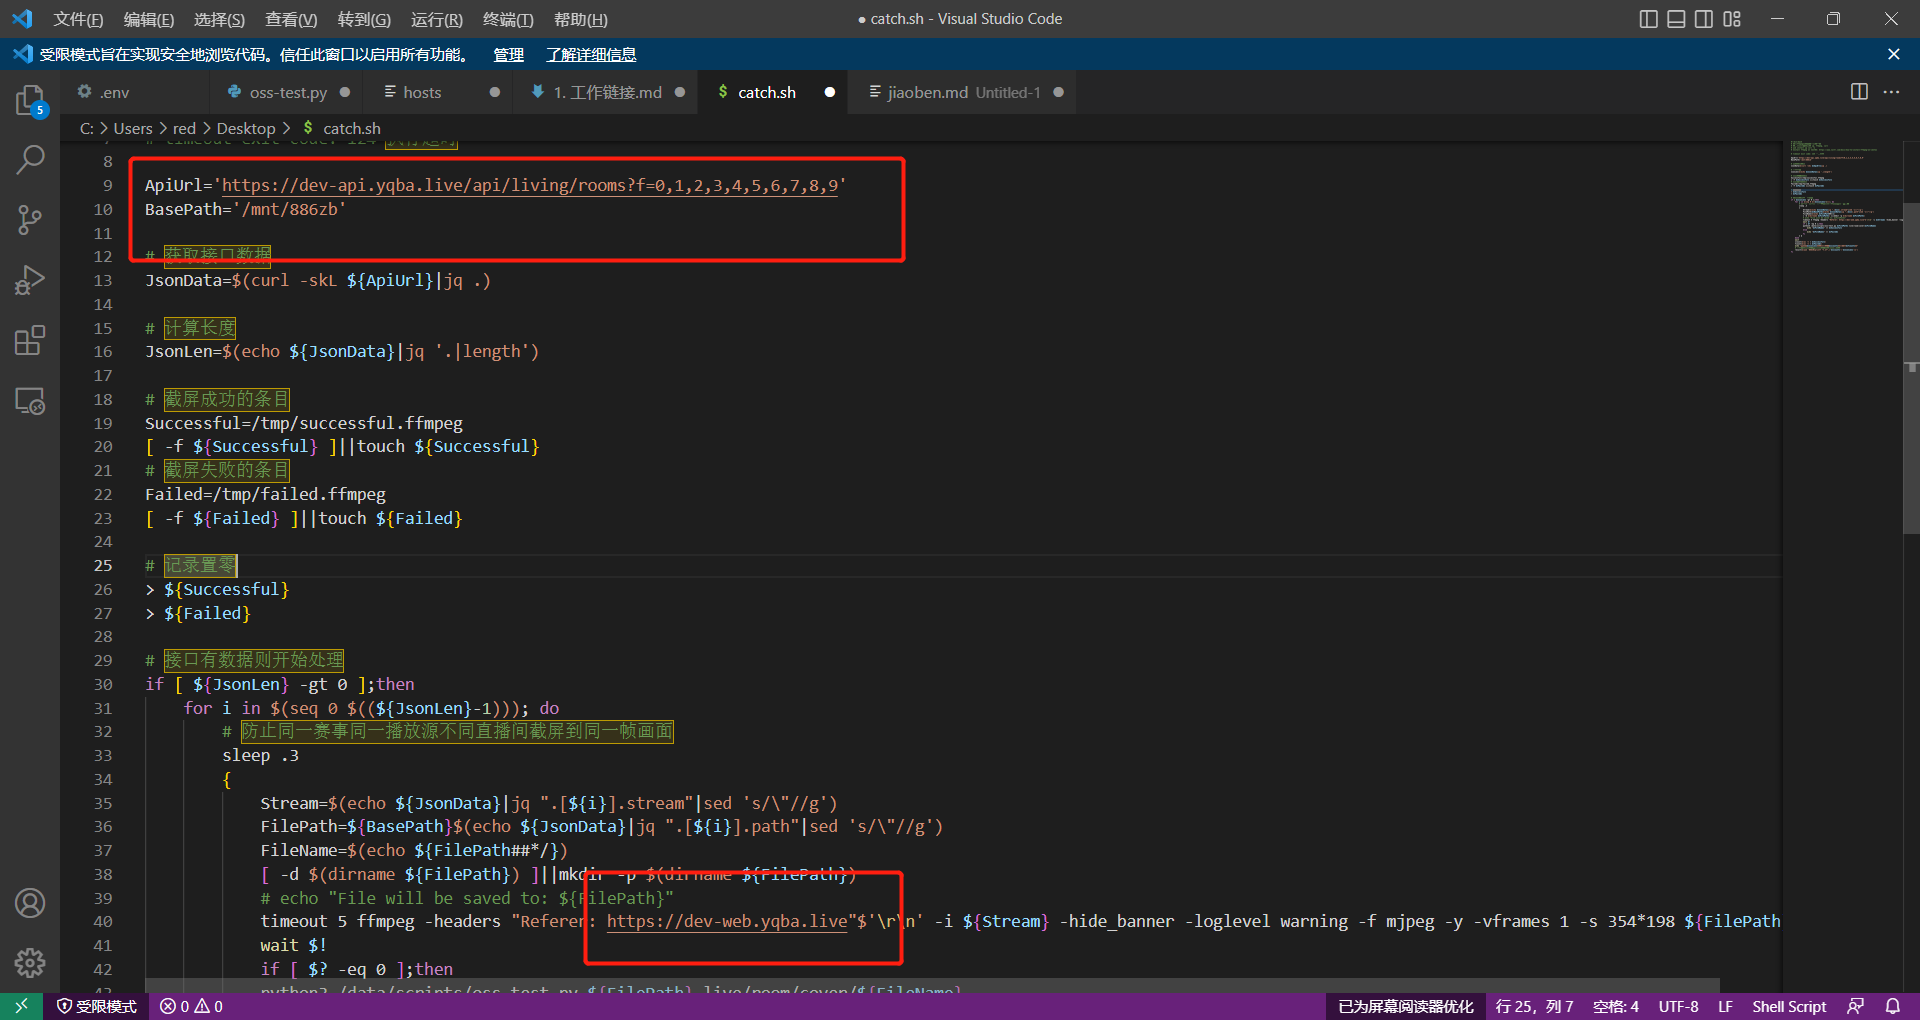 文件(F) 编辑(E) 选择(S) 查看(V) 转到(G) 运行(R) 终端(T) 帮助(H) ● catch.sh - Visual Studio Code
受限模式旨在实现安全地浏览代码。信任此窗口以启用所有功能。 管理 了解详细信息
.env oss-test.py ● hosts ● 1. 工作链接.md ● $ catch.sh ● jiaoben.md Untitled-1 ●
5
C: > Users > red > Desktop > $ catch.sh
8
9 ApiUrl='https://dev-api.yqba.live/api/living/rooms?f=0,1,2,3,4,5,6,7,8,9'
10 BasePath='/mnt/886zb'
11
12 # 获取接口数据
13 JsonData=$(curl -skL ${ApiUrl}|jq .)
14
15 # 计算长度
16 JsonLen=$(echo ${JsonData}|jq '.|length')
17
18 # 截屏成功的条目
19 Successful=/tmp/successful.ffmpeg
20 [ -f ${Successful} ]||touch ${Successful}
21 # 截屏失败的条目
22 Failed=/tmp/failed.ffmpeg
23 [ -f ${Failed} ]||touch ${Failed}
24
25 # 记录置零
26 > ${Successful}
27 > ${Failed}
28
29 # 接口有数据则开始处理
30 if [ ${JsonLen} -gt 0 ];then
31 for i in $(seq 0 $((${JsonLen}-1))); do
32 # 防止同一赛事同一播放源不同直播间截屏到同一帧画面
33 sleep .3
34 {
35 Stream=$(echo ${JsonData}|jq ".[${i}].stream"|sed 's/\"//g')
36 FilePath=${BasePath}$(echo ${JsonData}|jq ".[${i}].path"|sed 's/\"//g')
37 FileName=$(echo ${FilePath##*/})
38 [ -d $(dirname ${FilePath}) ]||mkdir -p $(dirname ${FilePath})
39 # echo "File will be saved to: ${FilePath}"
40 timeout 5 ffmpeg -headers "Referer: https://dev-web.yqba.live"$'\r\n' -i ${Stream} -hide_banner -loglevel warning -f mjpeg -y -vframes 1 -s 354*198 ${FilePath
41 wait $!
42 if [ $? -eq 0 ];then
受限模式 0 0 已为屏幕阅读器优化 行 25，列 7 空格: 4 UTF-8 LF Shell Script